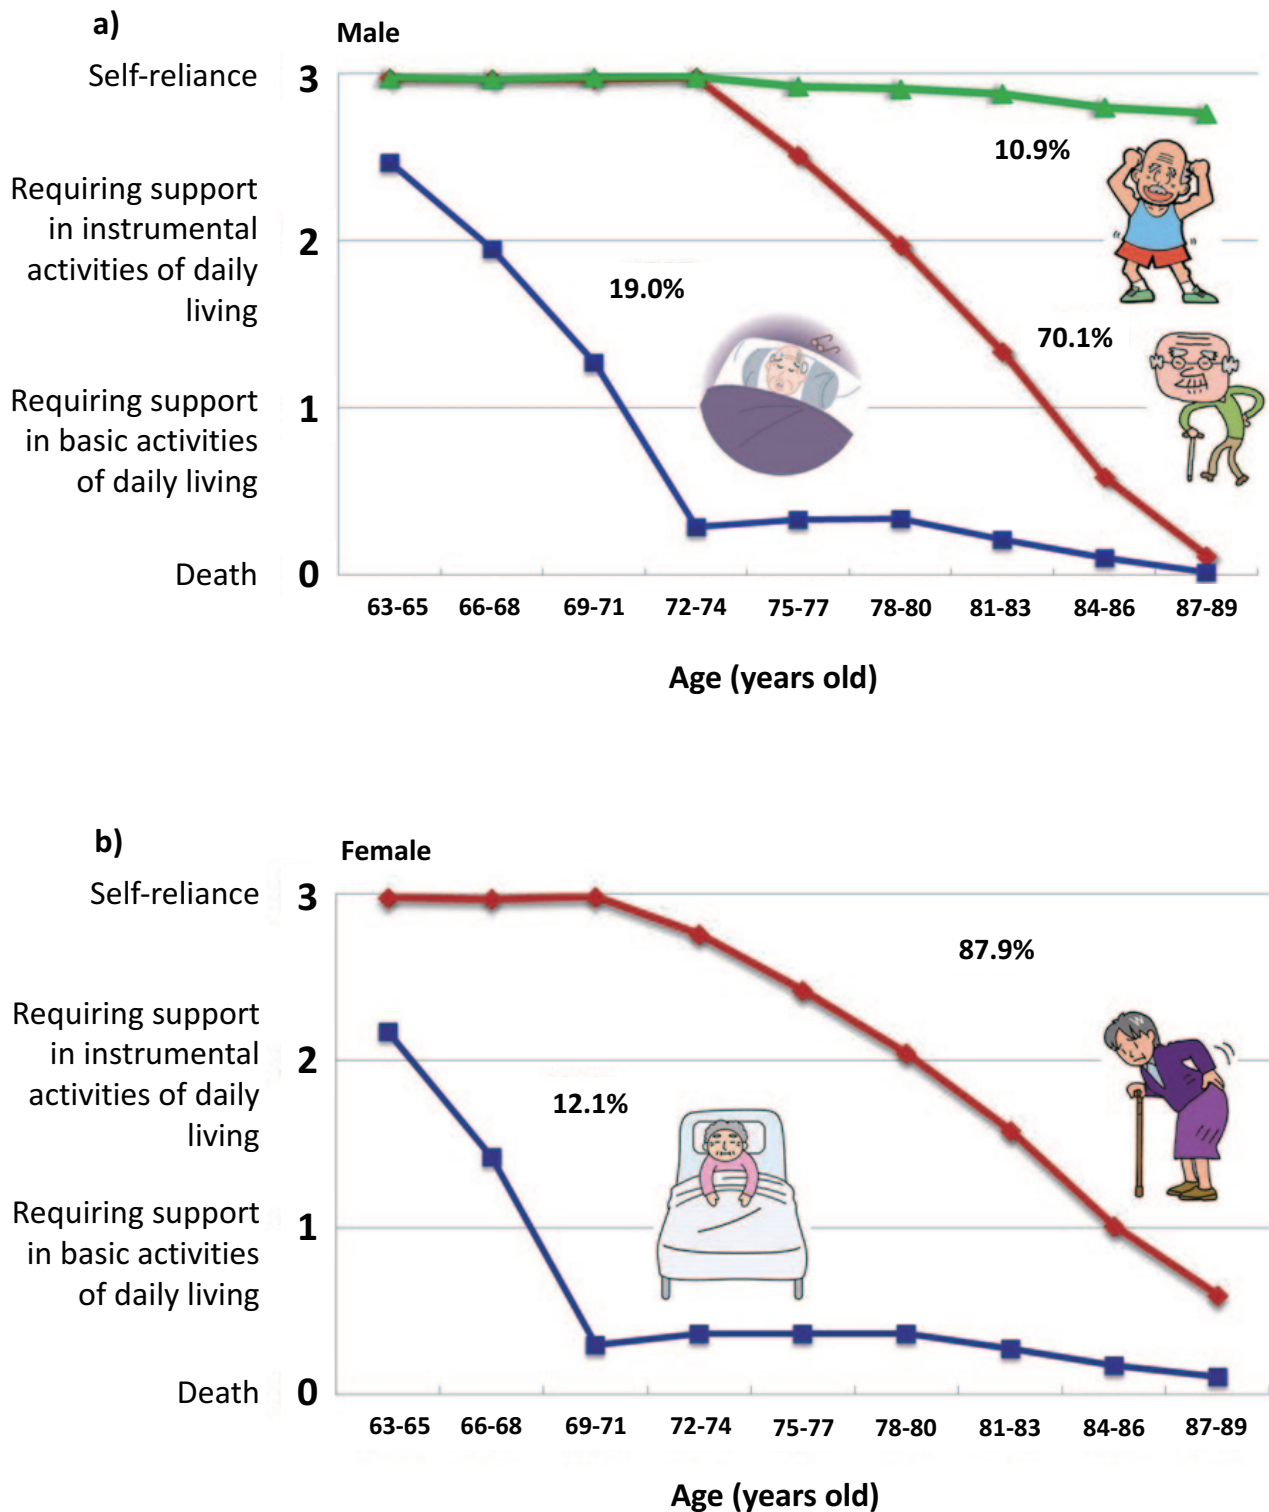 a)
Male
Self-reliance
3
Requiring support
in instrumental
activities of daily
living
2
Requiring support
in basic activities
of daily living
1
Death
0
10.9%
19.0%
70.1%
63-65 66-68 69-71 72-74 75-77 78-80 81-83 84-86 87-89
Age (years old)
b)
Female
Self-reliance
3
Requiring support
in instrumental
activities of daily
living
2
Requiring support
in basic activities
of daily living
1
Death
0
87.9%
12.1%
63-65 66-68 69-71 72-74 75-77 78-80 81-83 84-86 87-89
Age (years old)